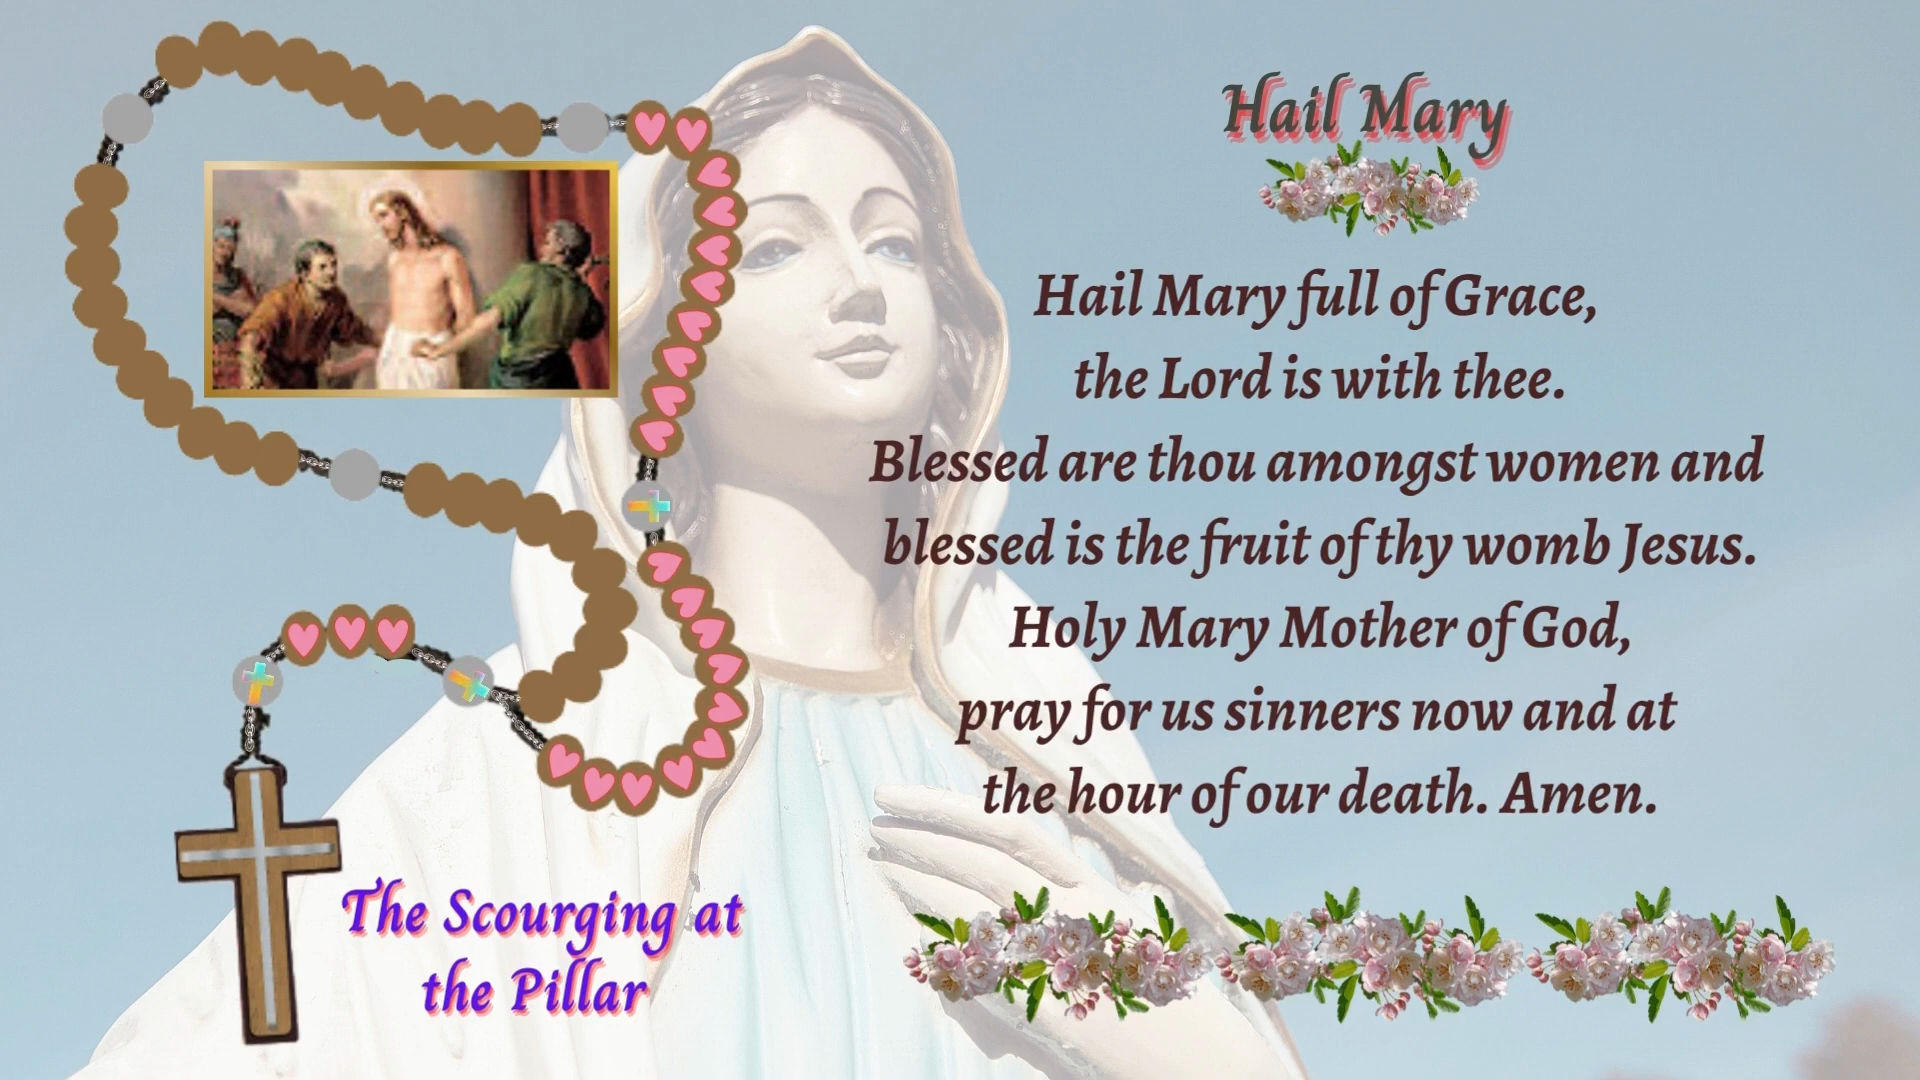 Hail Mary
Hail Mary full of Grace,
the Lord is with thee.
Blessed are thou amongst women and
blessed is the fruit of thy womb Jesus.
Holy Mary Mother of God,
pray for us sinners now and at
the hour of our death. Amen.
The Scourging at
the Pillar